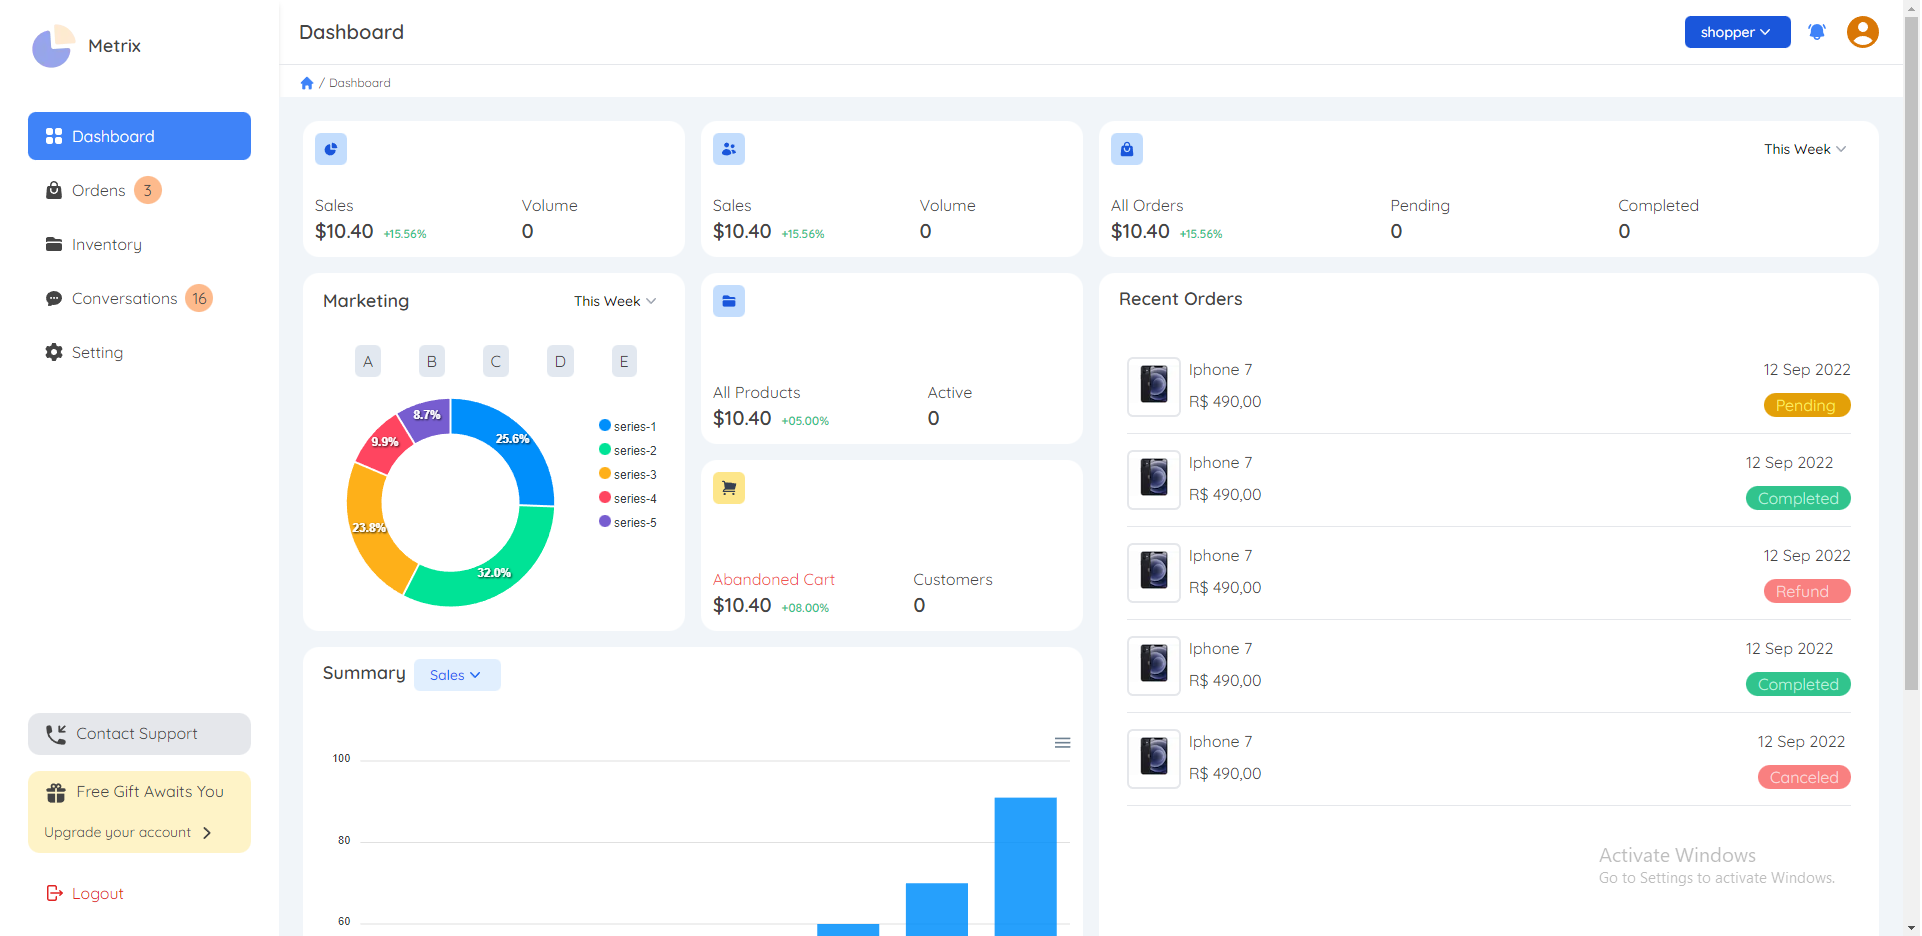 Metrix
Dashboard
Ordens 3
Inventory
Conversations 16
Setting
Contact Support
Free Gift Awaits You
Upgrade your account
Logout
Dashboard
shopper
/ Dashboard
Sales
$10.40 +15.56%
Volume
0
Sales
$10.40 +15.56%
Volume
0
This Week
All Orders
$10.40 +15.56%
Pending
0
Completed
0
Marketing
This Week
A B C D E
8.7%
25.6%
9.9%
23.8%
32.0%
series-1
series-2
series-3
series-4
series-5
All Products
$10.40 +05.00%
Active
0
Abandoned Cart
$10.40 +08.00%
Customers
0
Summary Sales
100
80
60
Recent Orders
Iphone 7 12 Sep 2022
R$ 490,00 Pending
Iphone 7 12 Sep 2022
R$ 490,00 Completed
Iphone 7 12 Sep 2022
R$ 490,00 Refund
Iphone 7 12 Sep 2022
R$ 490,00 Completed
Iphone 7 12 Sep 2022
R$ 490,00 Canceled
Activate Windows
Go to Settings to activate Windows.